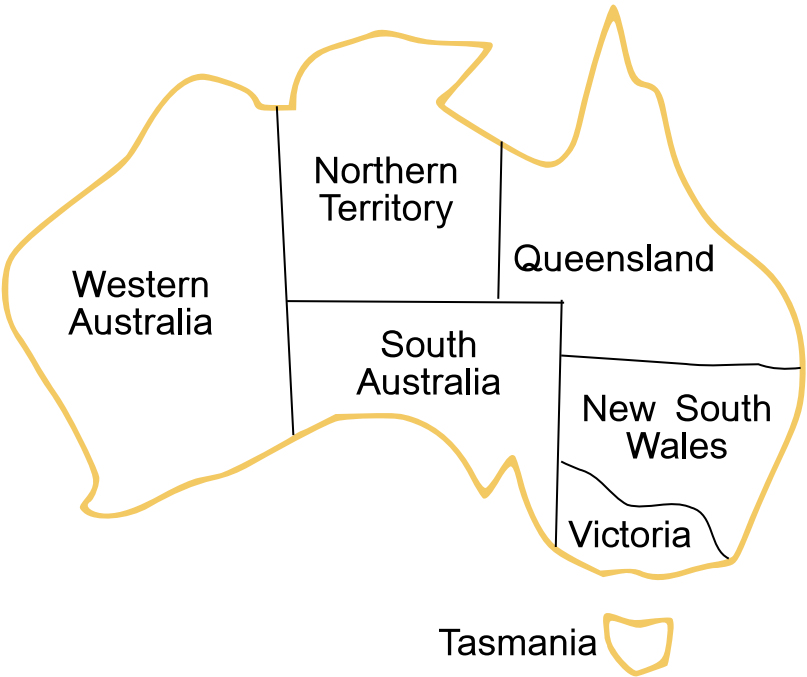 Northern
Territory
Queensland
Western
Australia
South
Australia
New South
Wales
Victoria
Tasmania